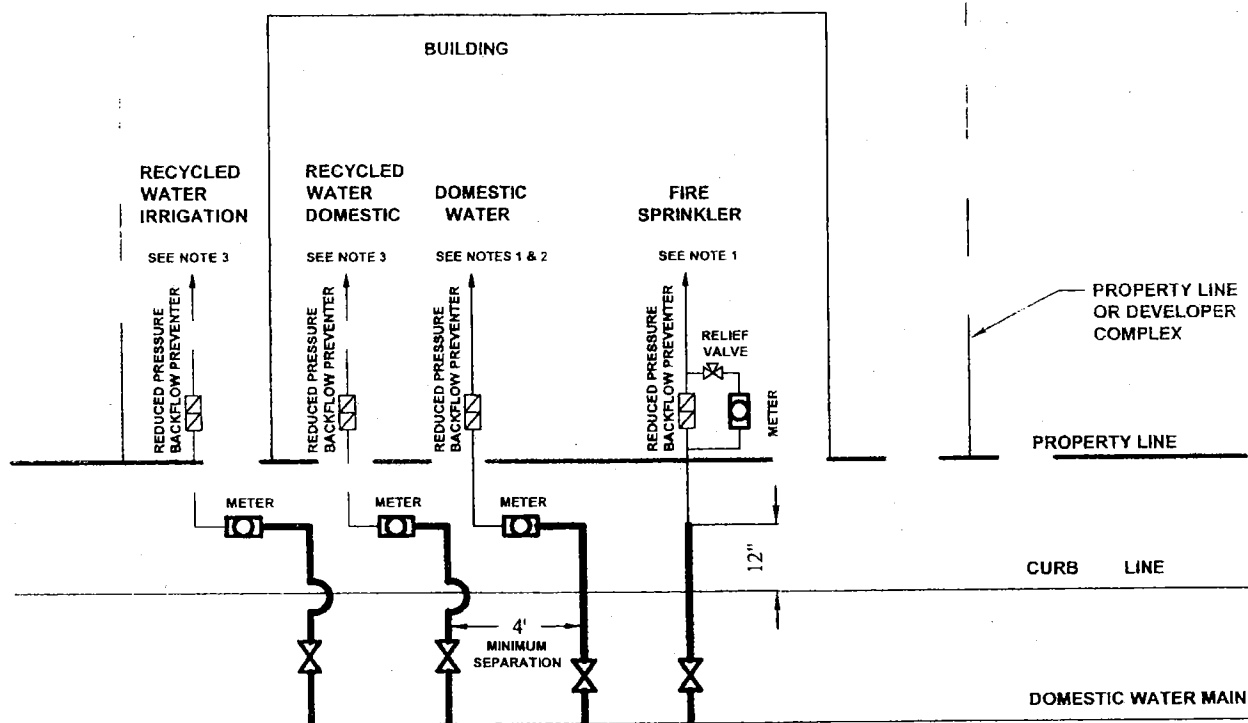 BUILDING
RECYCLED
WATER
IRRIGATION
RECYCLED
WATER
DOMESTIC
DOMESTIC
WATER
FIRE
SPRINKLER
SEE NOTE 3
SEE NOTE 3
SEE NOTES 1 & 2
SEE NOTE 1
REDUCED PRESSURE
BACKFLOW PREVENTER
REDUCED PRESSURE
BACKFLOW PREVENTER
REDUCED PRESSURE
BACKFLOW PREVENTER
REDUCED PRESSURE
BACKFLOW PREVENTER
RELIEF
VALVE
METER
PROPERTY LINE
OR DEVELOPER
COMPLEX
PROPERTY LINE
METER
METER
METER
12"
CURB LINE
4'
MINIMUM
SEPARATION
DOMESTIC WATER MAIN